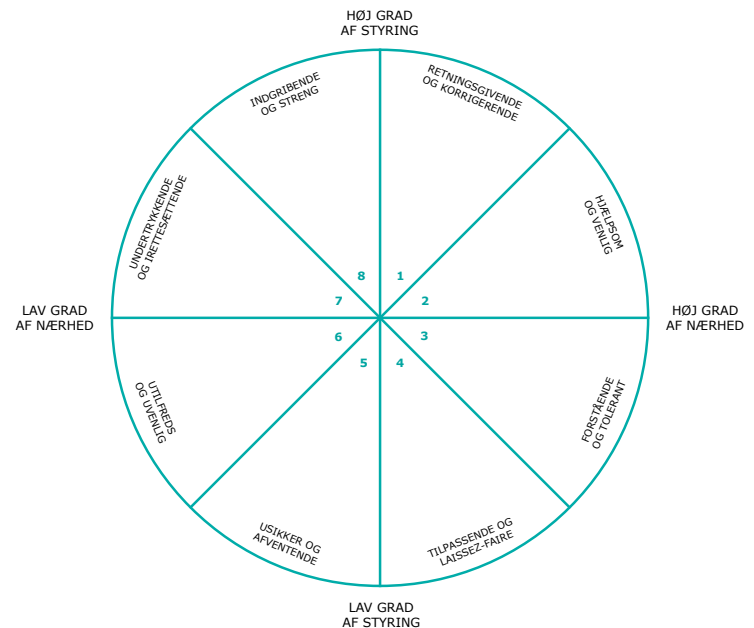 HØJ GRAD
AF STYRING
INDGRIBENDE
OG STRENG
RETNINGSGIVENDE
OG KORRIGERENDE
UNDERTRYKKENDE
OG IRETTESÆTTENDE
HJÆLPSOM
OG VENLIG
8
1
7
2
LAV GRAD
AF NÆRHED
HØJ GRAD
AF NÆRHED
6
3
5
4
UTILFREDS
OG UVENLIG
FORSTÅENDE
OG TOLERANT
USIKKER OG
AFVENTENDE
TILPASSENDE OG
LAISSEZ-FAIRE
LAV GRAD
AF STYRING